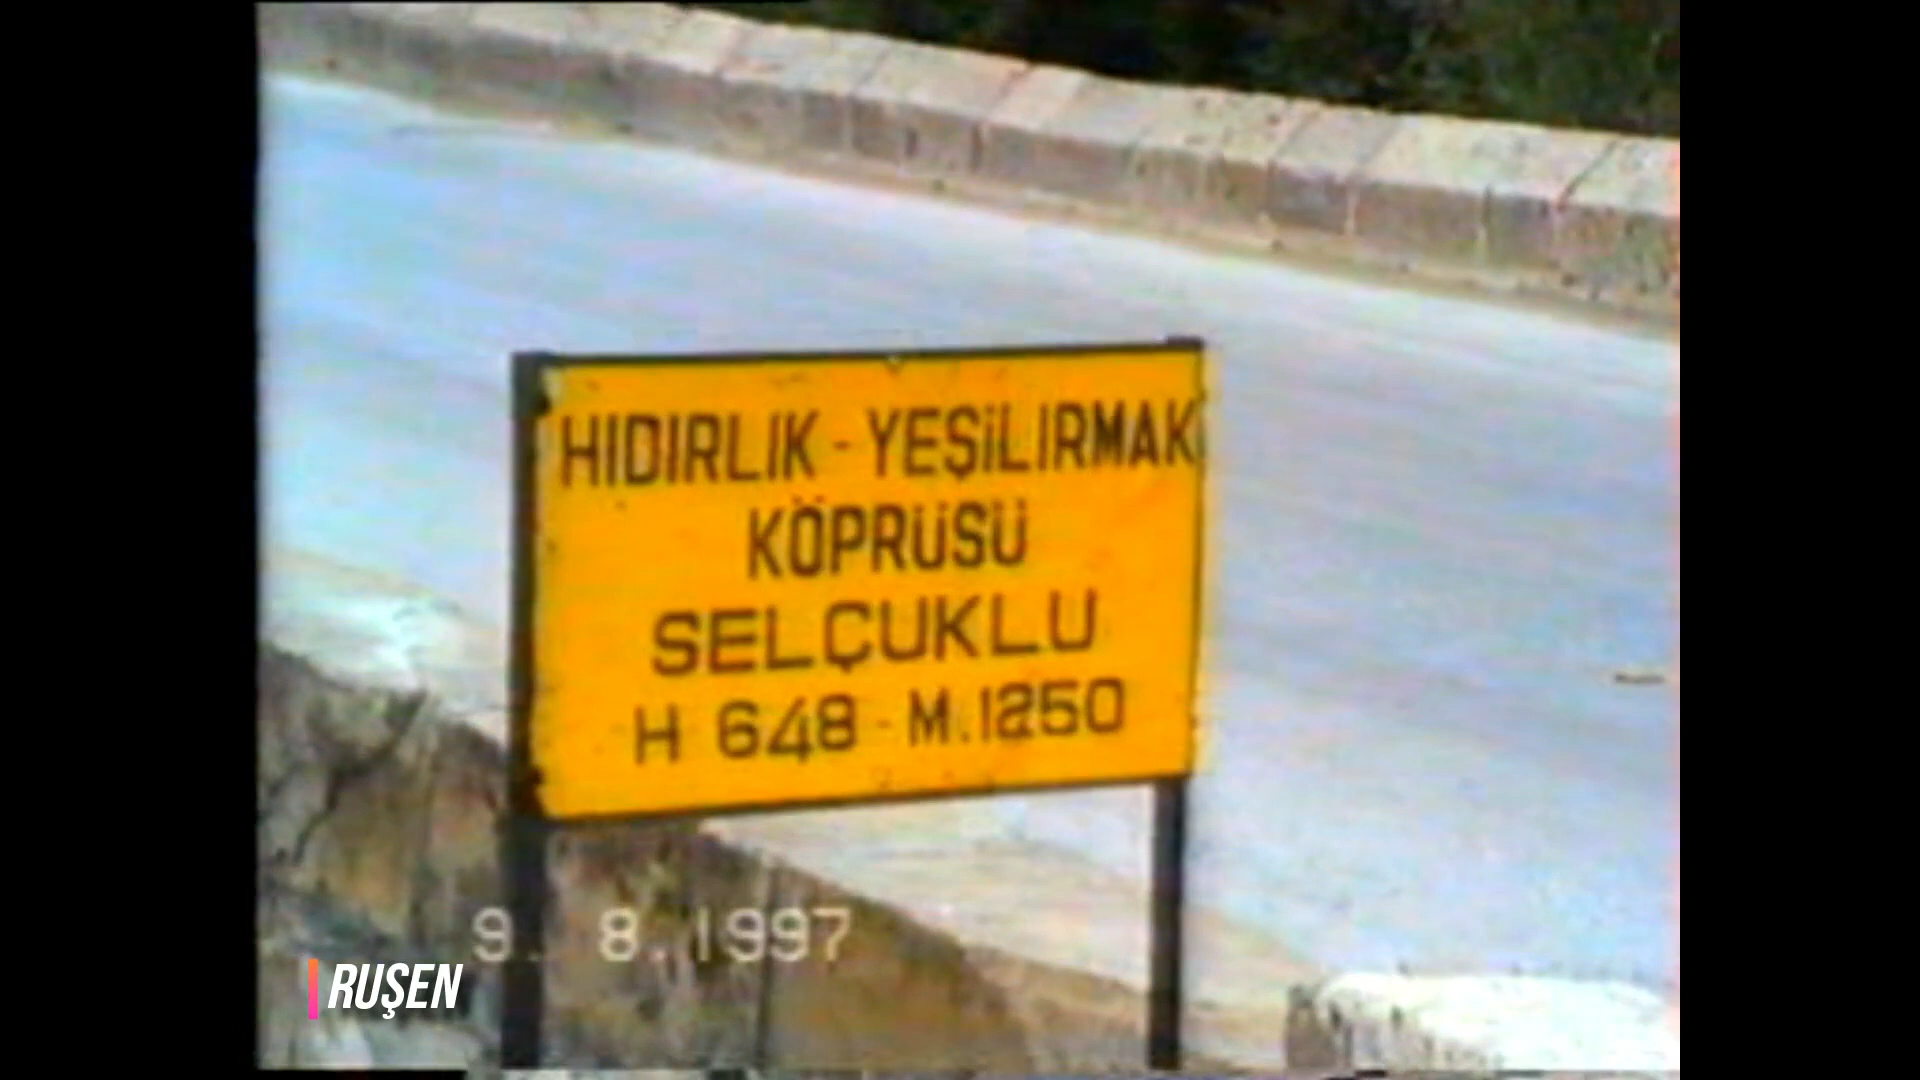 HIDIRLIK - YEŞİLIRMAK
KÖPRÜSÜ
SELÇUKLU
H 648 - M.1250
9. 8.1997
RUŞEN